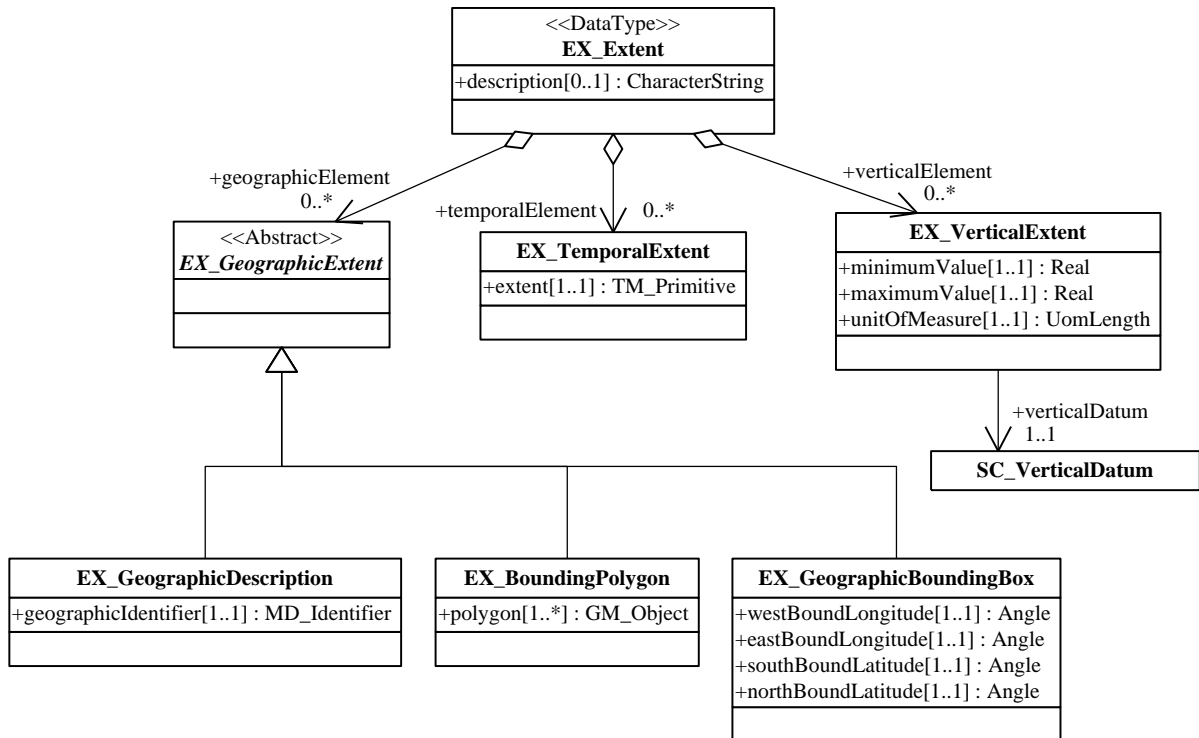 <<DataType>>
EX_Extent
+description[0..1] : CharacterString
+geographicElement
0..*
+temporalElement
0..*
+verticalElement
0..*
<<Abstract>>
EX_GeographicExtent
EX_TemporalExtent
+extent[1..1] : TM_Primitive
EX_VerticalExtent
+minimumValue[1..1] : Real
+maximumValue[1..1] : Real
+unitOfMeasure[1..1] : UomLength
+verticalDatum
1..1
SC_VerticalDatum
EX_GeographicDescription
+geographicIdentifier[1..1] : MD_Identifier
EX_BoundingPolygon
+polygon[1..*] : GM_Object
EX_GeographicBoundingBox
+westBoundLongitude[1..1] : Angle
+eastBoundLongitude[1..1] : Angle
+southBoundLatitude[1..1] : Angle
+northBoundLatitude[1..1] : Angle